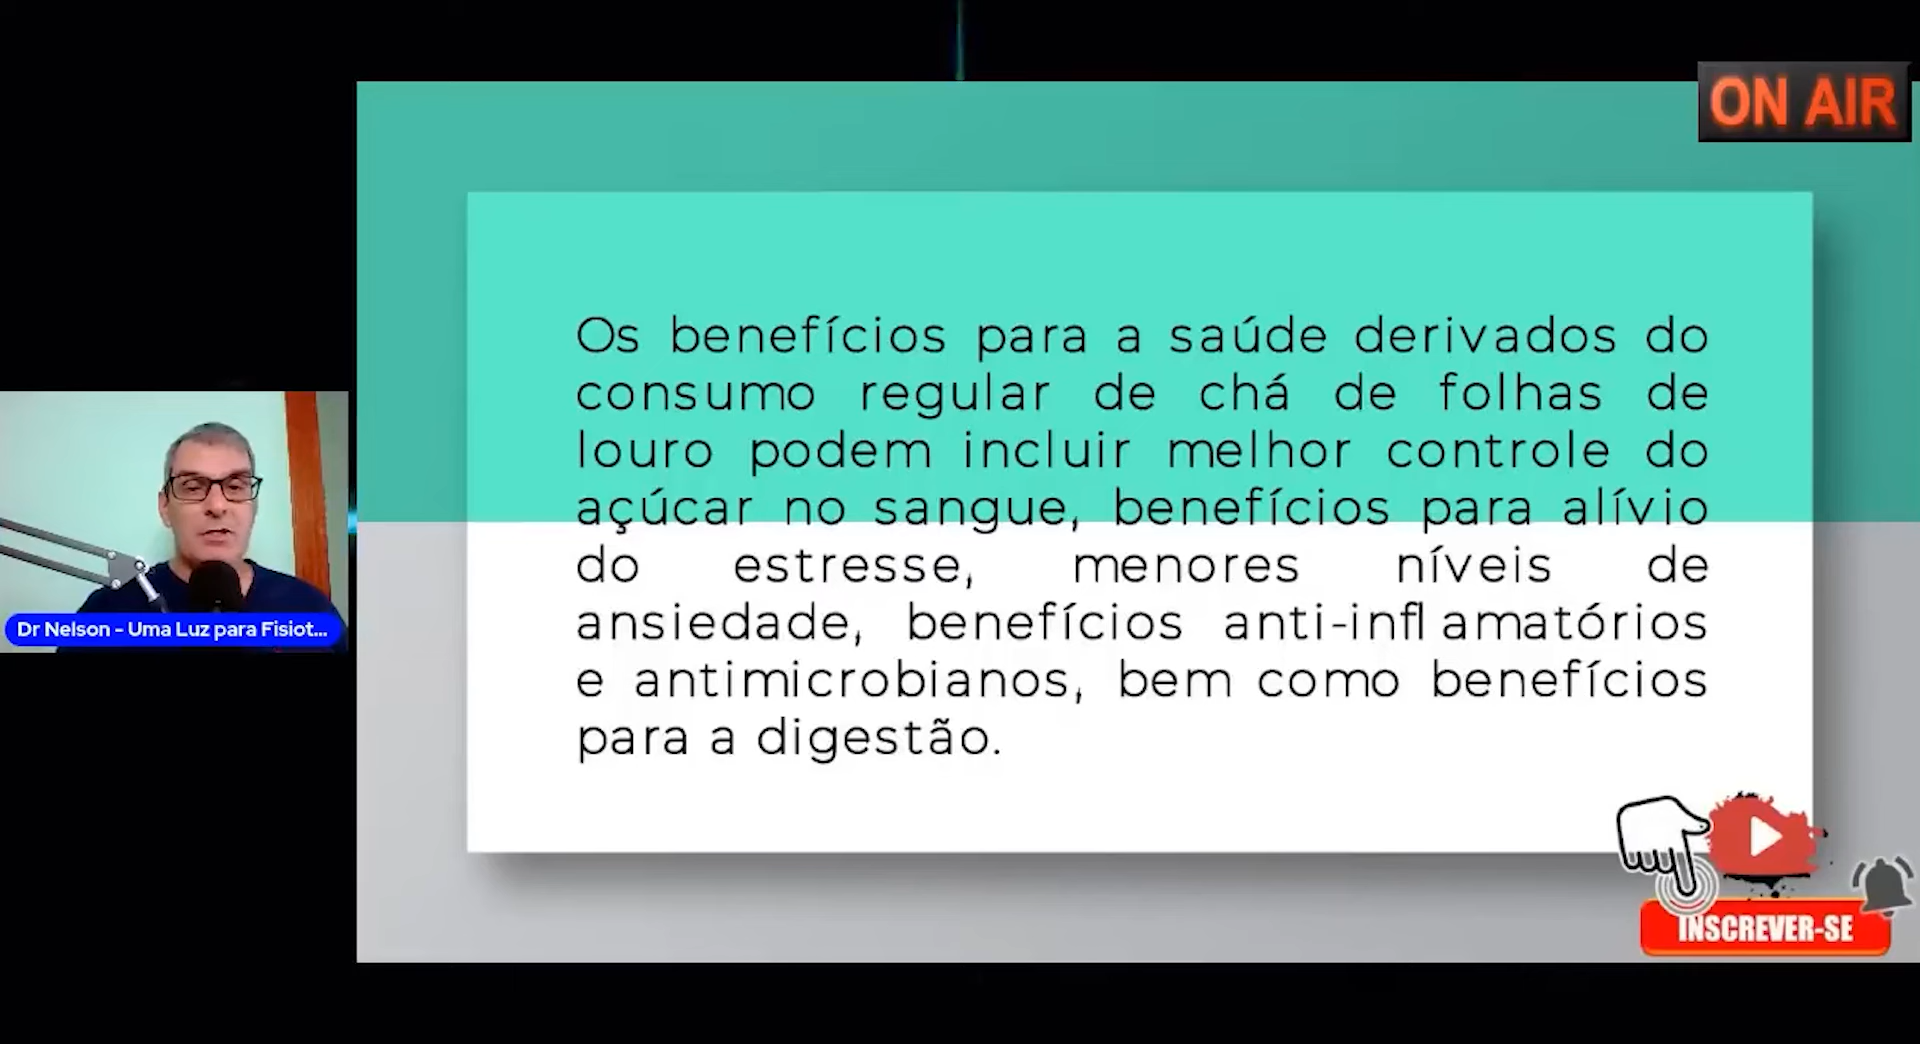 ON AIR
Os benefícios para a saúde derivados do
consumo regular de chá de folhas de
louro podem incluir melhor controle do
açúcar no sangue, benefícios para alívio
do estresse, menores níveis de
ansiedade, benefícios anti-inflamatórios
e antimicrobianos, bem como benefícios
para a digestão.
Dr Nelson - Uma Luz para Fisiot...
INSCREVER-SE